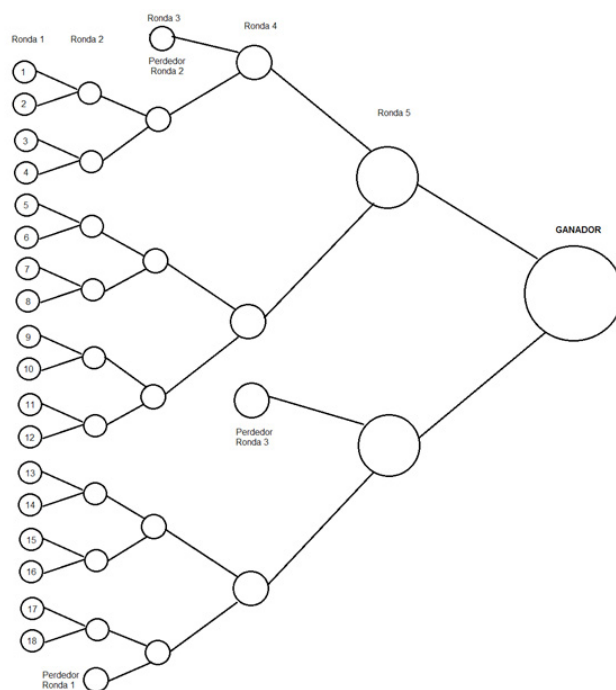 Ronda 3
Ronda 4
Ronda 1
Ronda 2
Perdedor
Ronda 2
1
2
Ronda 5
3
4
5
6
GANADOR
7
8
9
10
11
12
Perdedor
Ronda 3
13
14
15
16
17
18
Perdedor
Ronda 1